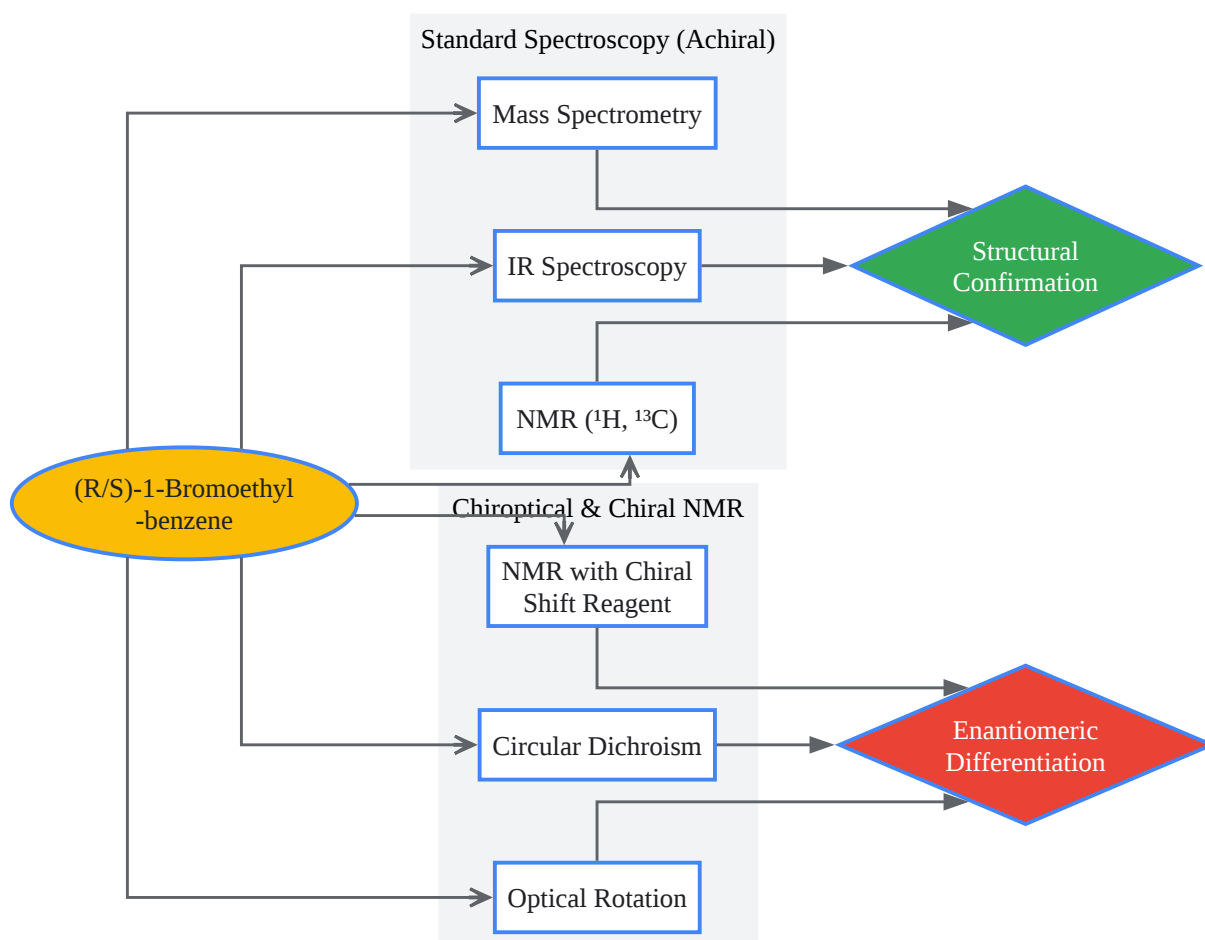 Standard Spectroscopy (Achiral)
Mass Spectrometry
IR Spectroscopy
Structural
Confirmation
NMR (¹H, ¹³C)
(R/S)-1-Bromoethyl
-benzene
Chiroptical & Chiral NMR
NMR with Chiral
Shift Reagent
Circular Dichroism
Enantiomeric
Differentiation
Optical Rotation